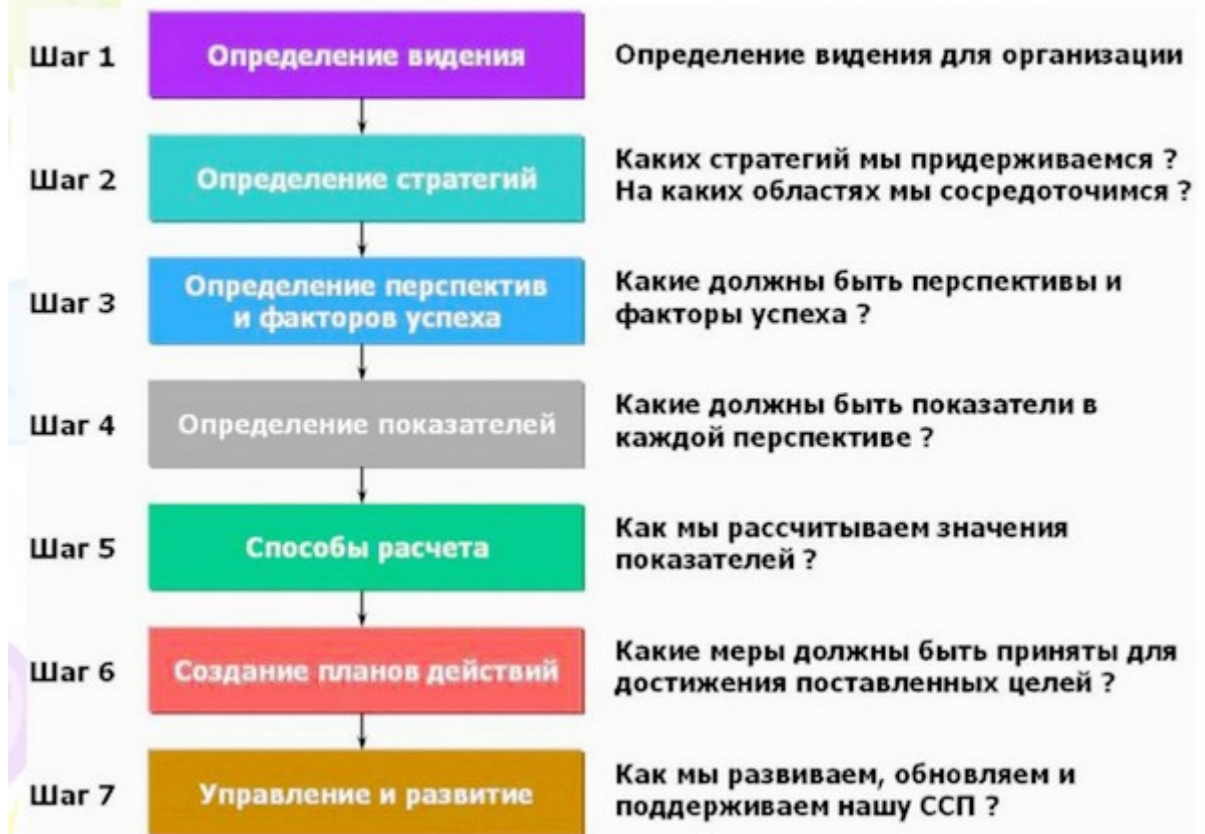 Шаг 1
Определение видения
Определение видения для организации
Шаг 2
Определение стратегий
Каких стратегий мы придерживаемся ?
На каких областях мы сосредоточимся ?
Шаг 3
Определение перспектив
и факторов успеха
Какие должны быть перспективы и
факторы успеха ?
Шаг 4
Определение показателей
Какие должны быть показатели в
каждой перспективе ?
Шаг 5
Способы расчета
Как мы рассчитываем значения
показателей ?
Шаг 6
Создание планов действий
Какие меры должны быть приняты для
достижения поставленных целей ?
Шаг 7
Управление и развитие
Как мы развиваем, обновляем и
поддерживаем нашу ССП ?